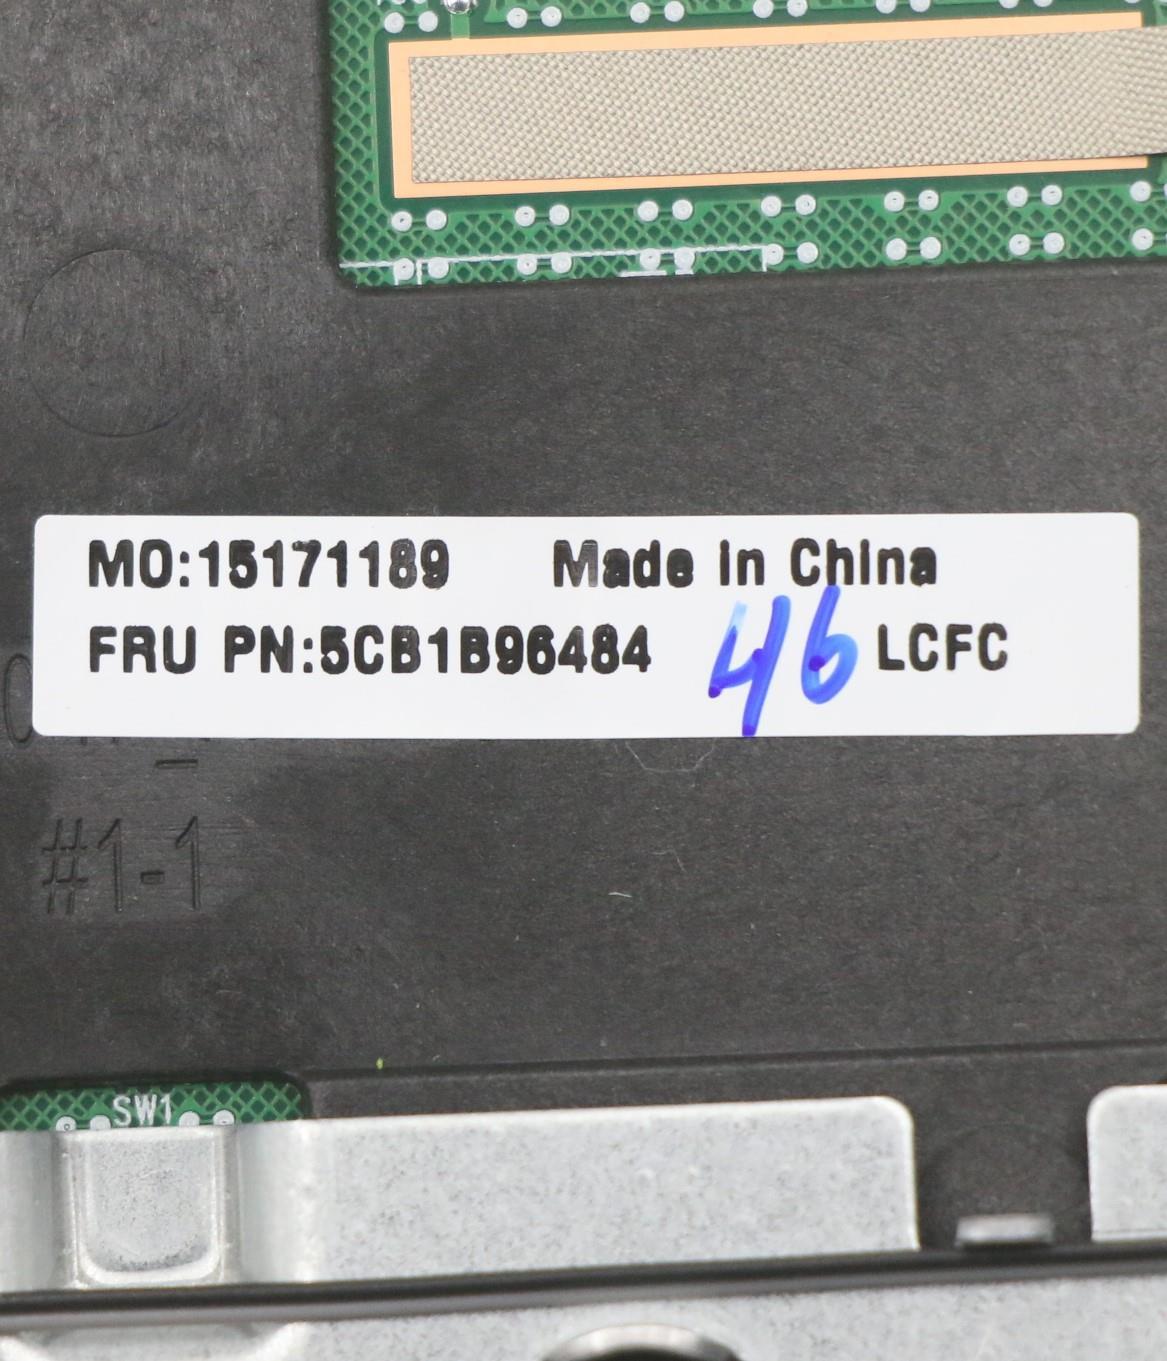 MO:15171189 Made in China
FRU PN:5CB1B96484 46 LCFC
#1-1
SW1